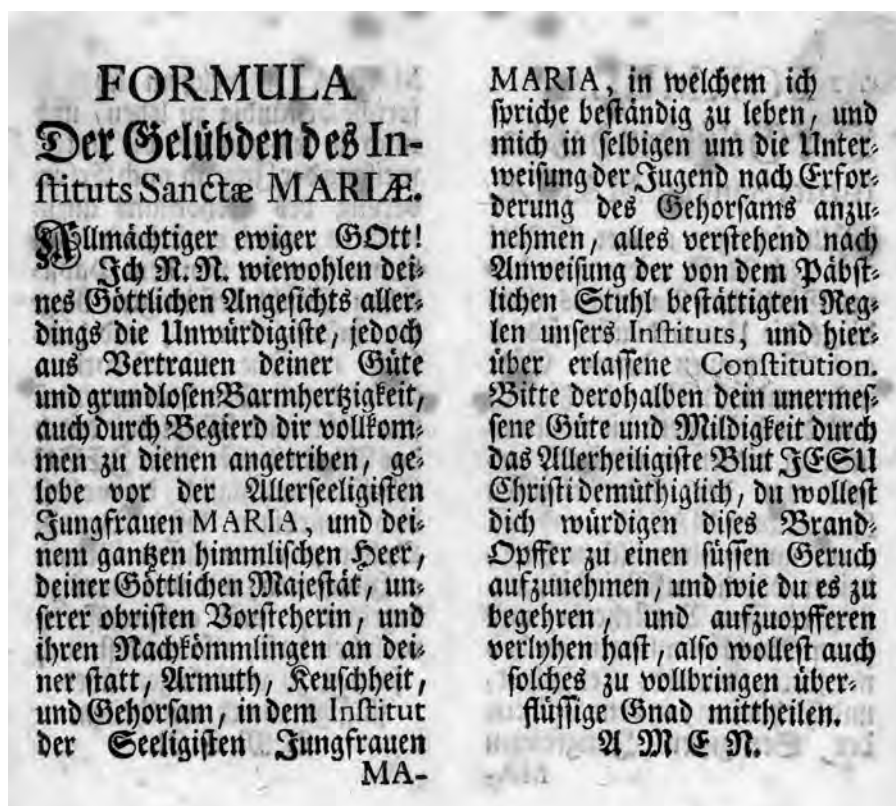 FORMULA
Der Gelübden des In-
stituts Sanctæ MARIÆ.
Allmächtiger ewiger GOtt!
Jch N. N. wiewohlen dei-
nes Göttlichen Angesichts aller-
dings die Unwürdigiste, jedoch
aus Vertrauen deiner Güte
und grundlosen Barmhertzigkeit,
auch durch Begierd dir vollkom-
men zu dienen angetriben, ge-
lobe vor der Allerseeligisten
Jungfrauen MARIA, und dei-
nem gantzen himmlischen Heer,
deiner Göttlichen Majestät, un-
serer obristen Vorsteherin, und
ihren Nachkömmlingen an dei-
ner statt, Armuth, Keuschheit,
und Gehorsam, in dem Institut
der Seeligisten Jungfrauen
MA-
MARIA, in welchem ich
spriche beständig zu leben, und
mich in selbigen um die Unter-
weisung der Jugend nach Erfor-
derung des Gehorsams anzu-
nehmen, alles verstehend nach
Anweisung der von dem Päbst-
lichen Stuhl bestättigten Reg-
len unsers Instituts, und hier-
über erlassene Constitution.
Bitte derohalben dein unermes-
sene Güte und Mildigkeit durch
das Allerheiligiste Blut JESU
Christi demüthiglich, du wollest
dich würdigen dises Brand-
Opffer zu einen süssen Geruch
aufzunehmen, und wie du es zu
begehren, und aufzuopfferen
verlyhen hast, also wollest auch
solches zu vollbringen über-
flüssige Gnad mittheilen.
A M E N.